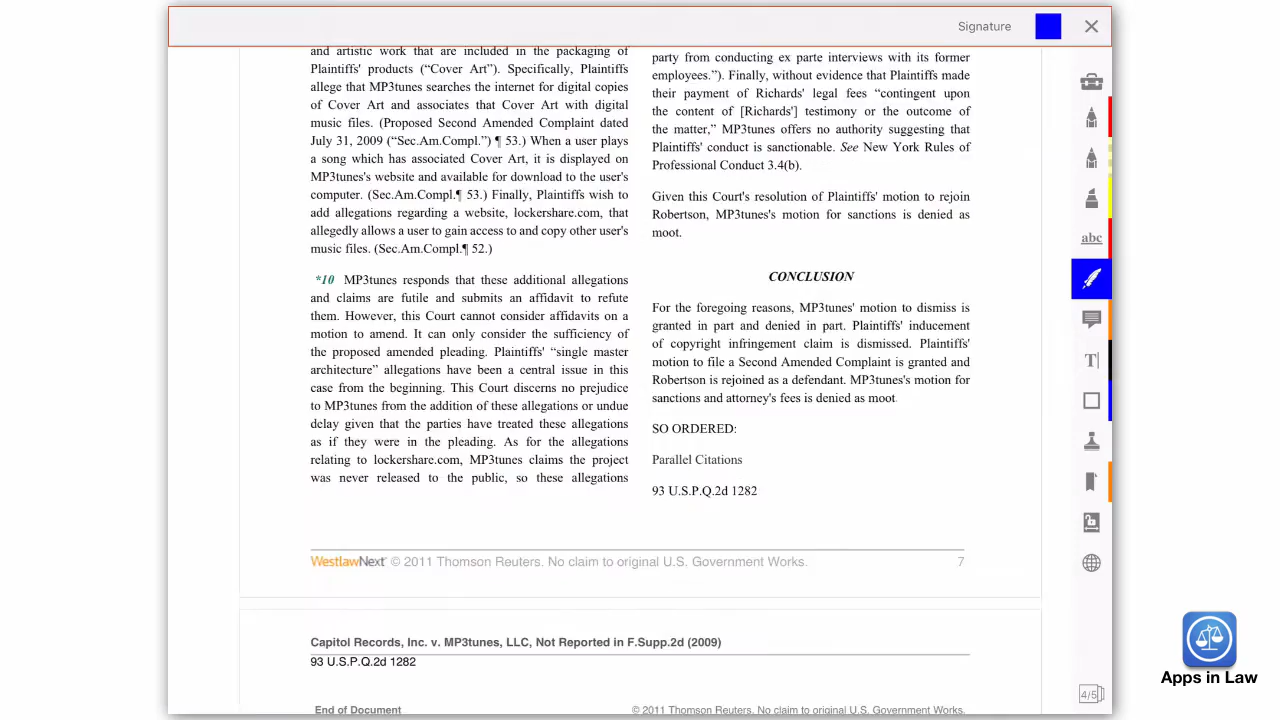 Signature
and artistic work that are included in the packaging of
Plaintiffs' products (“Cover Art”). Specifically, Plaintiffs
allege that MP3tunes searches the internet for digital copies
of Cover Art and associates that Cover Art with digital
music files. (Proposed Second Amended Complaint dated
July 31, 2009 (“Sec.Am.Compl.”) ¶ 53.) When a user plays
a song which has associated Cover Art, it is displayed on
MP3tunes's website and available for download to the user's
computer. (Sec.Am.Compl.¶ 53.) Finally, Plaintiffs wish to
add allegations regarding a website, lockershare.com, that
allegedly allows a user to gain access to and copy other user's
music files. (Sec.Am.Compl.¶ 52.)
*10 MP3tunes responds that these additional allegations
and claims are futile and submits an affidavit to refute
them. However, this Court cannot consider affidavits on a
motion to amend. It can only consider the sufficiency of
the proposed amended pleading. Plaintiffs' “single master
architecture” allegations have been a central issue in this
case from the beginning. This Court discerns no prejudice
to MP3tunes from the addition of these allegations or undue
delay given that the parties have treated these allegations
as if they were in the pleading. As for the allegations
relating to lockershare.com, MP3tunes claims the project
was never released to the public, so these allegations
party from conducting ex parte interviews with its former
employees.”). Finally, without evidence that Plaintiffs made
their payment of Richards' legal fees “contingent upon
the content of [Richards'] testimony or the outcome of
the matter,” MP3tunes offers no authority suggesting that
Plaintiffs' conduct is sanctionable. See New York Rules of
Professional Conduct 3.4(b).
Given this Court's resolution of Plaintiffs' motion to rejoin
Robertson, MP3tunes's motion for sanctions is denied as
moot.
CONCLUSION
For the foregoing reasons, MP3tunes' motion to dismiss is
granted in part and denied in part. Plaintiffs' inducement
of copyright infringement claim is dismissed. Plaintiffs'
motion to file a Second Amended Complaint is granted and
Robertson is rejoined as a defendant. MP3tunes's motion for
sanctions and attorney's fees is denied as moot.
SO ORDERED:
Parallel Citations
93 U.S.P.Q.2d 1282
WestlawNext © 2011 Thomson Reuters. No claim to original U.S. Government Works. 7
Capitol Records, Inc. v. MP3tunes, LLC, Not Reported in F.Supp.2d (2009)
93 U.S.P.Q.2d 1282
End of Document © 2011 Thomson Reuters. No claim to original U.S. Government Works.
abc
T
4/5
Apps in Law